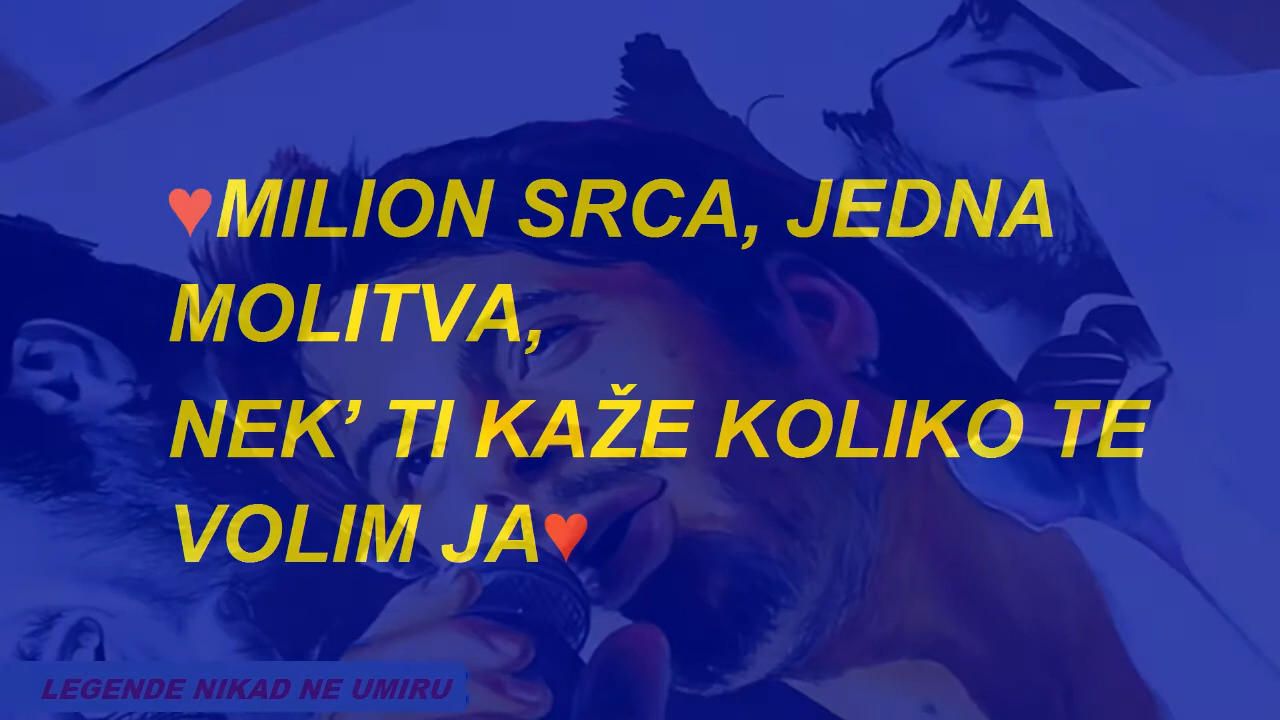 ♥MILION SRCA, JEDNA
MOLITVA,
NEK’ TI KAŽE KOLIKO TE
VOLIM JA♥
LEGENDE NIKAD NE UMIRU